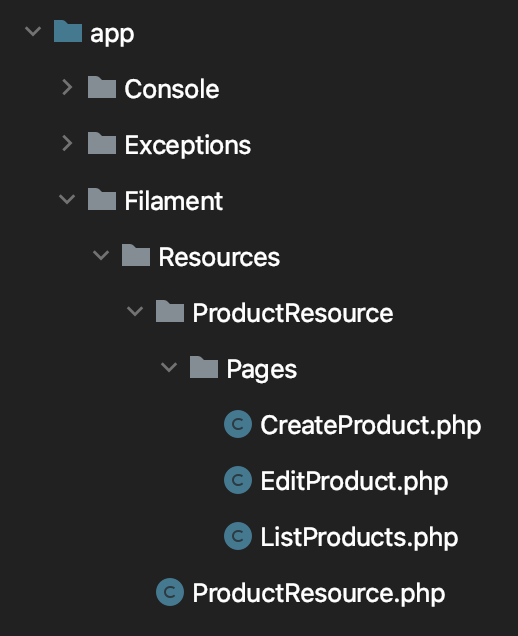 app
Console
Exceptions
Filament
Resources
ProductResource
Pages
CreateProduct.php
EditProduct.php
ListProducts.php
ProductResource.php